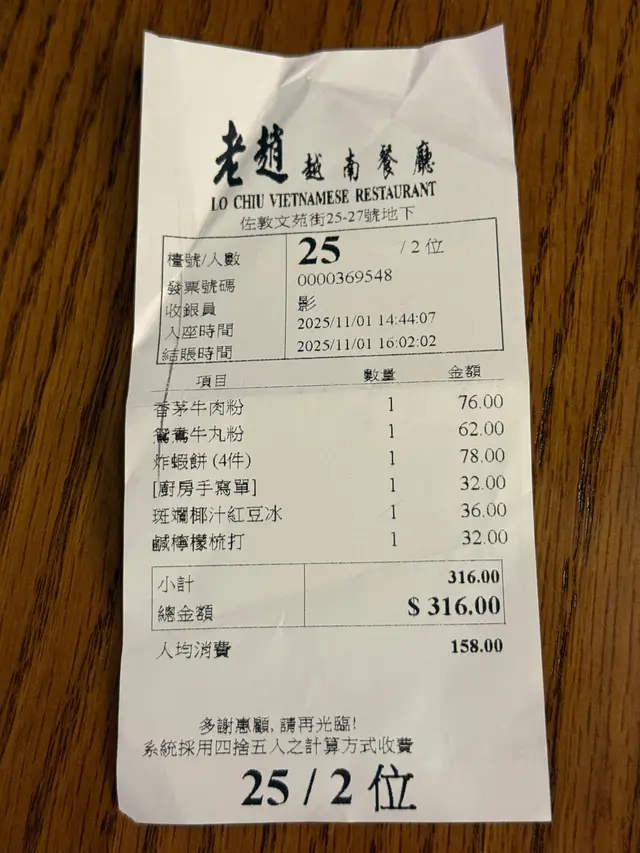 老趙 越南餐廳
LO CHIU VIETNAMESE RESTAURANT
佐敦文苑街25-27號地下
檯號/人數 25 / 2 位
發票號碼 0000369548
收銀員 影
入座時間 2025/11/01 14:44:07
結賬時間 2025/11/01 16:02:02
項目 數量 金額
香茅牛肉粉 1 76.00
鴛鴦牛丸粉 1 62.00
炸蝦餅 (4件) 1 78.00
[廚房手寫單] 1 32.00
斑斕椰汁紅豆冰 1 36.00
鹹檸檬梳打 1 32.00
小計 316.00
總金額 $ 316.00
人均消費 158.00
多謝惠顧, 請再光臨!
系統採用四捨五入之計算方式收費
25 / 2 位